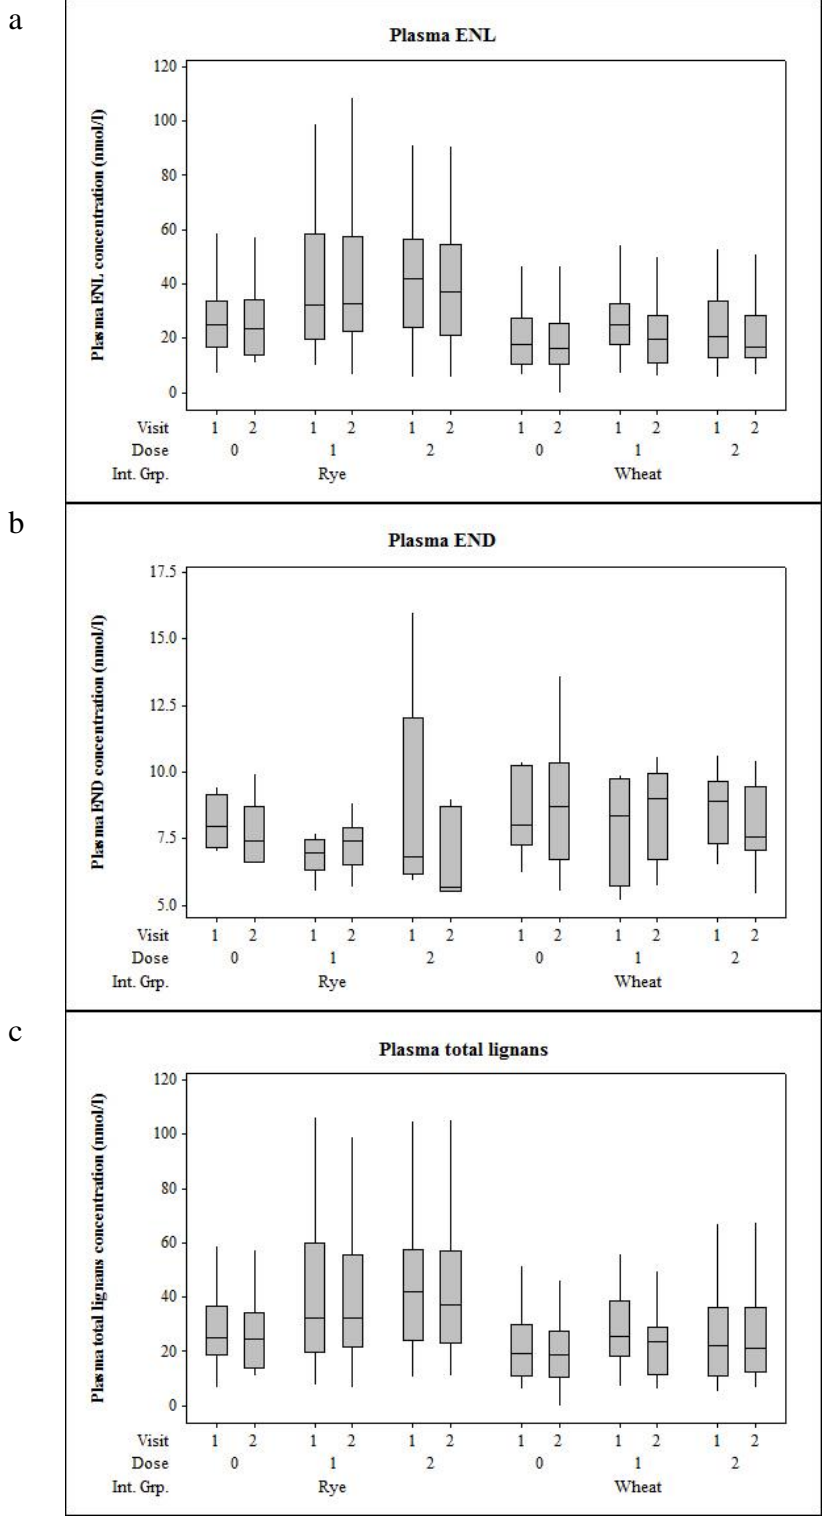 a
Plasma ENL
Plasma ENL concentration (nmol/l)
120
100
80
60
40
20
0
Visit 1 2 1 2 1 2 1 2 1 2 1 2
Dose 0 1 2 0 1 2
Int. Grp. Rye Wheat
b
Plasma END
Plasma END concentration (nmol/l)
17.5
15.0
12.5
10.0
7.5
5.0
Visit 1 2 1 2 1 2 1 2 1 2 1 2
Dose 0 1 2 0 1 2
Int. Grp. Rye Wheat
c
Plasma total lignans
Plasma total lignans concentration (nmol/l)
120
100
80
60
40
20
0
Visit 1 2 1 2 1 2 1 2 1 2 1 2
Dose 0 1 2 0 1 2
Int. Grp. Rye Wheat